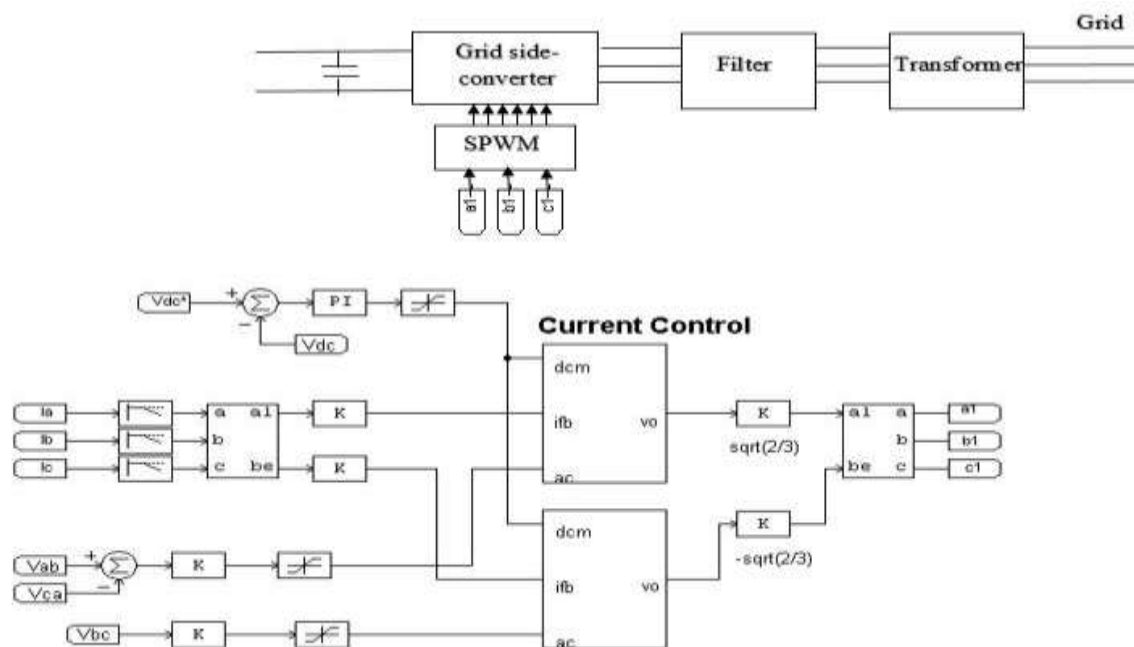 Grid
Grid side-
converter
Filter
Transformer
SPWM
a1
b1
c1
Vdc*
+
Σ
−
PI
Vdc
Current Control
dcm
ifb
vo
ac
Ia
Ib
Ic
a al
b
c be
K
K
K
sqrt(2/3)
al a
b
be c
a1
b1
c1
dcm
ifb
vo
ac
K
-sqrt(2/3)
Vab
+
Σ
−
Vca
K
Vbc
K